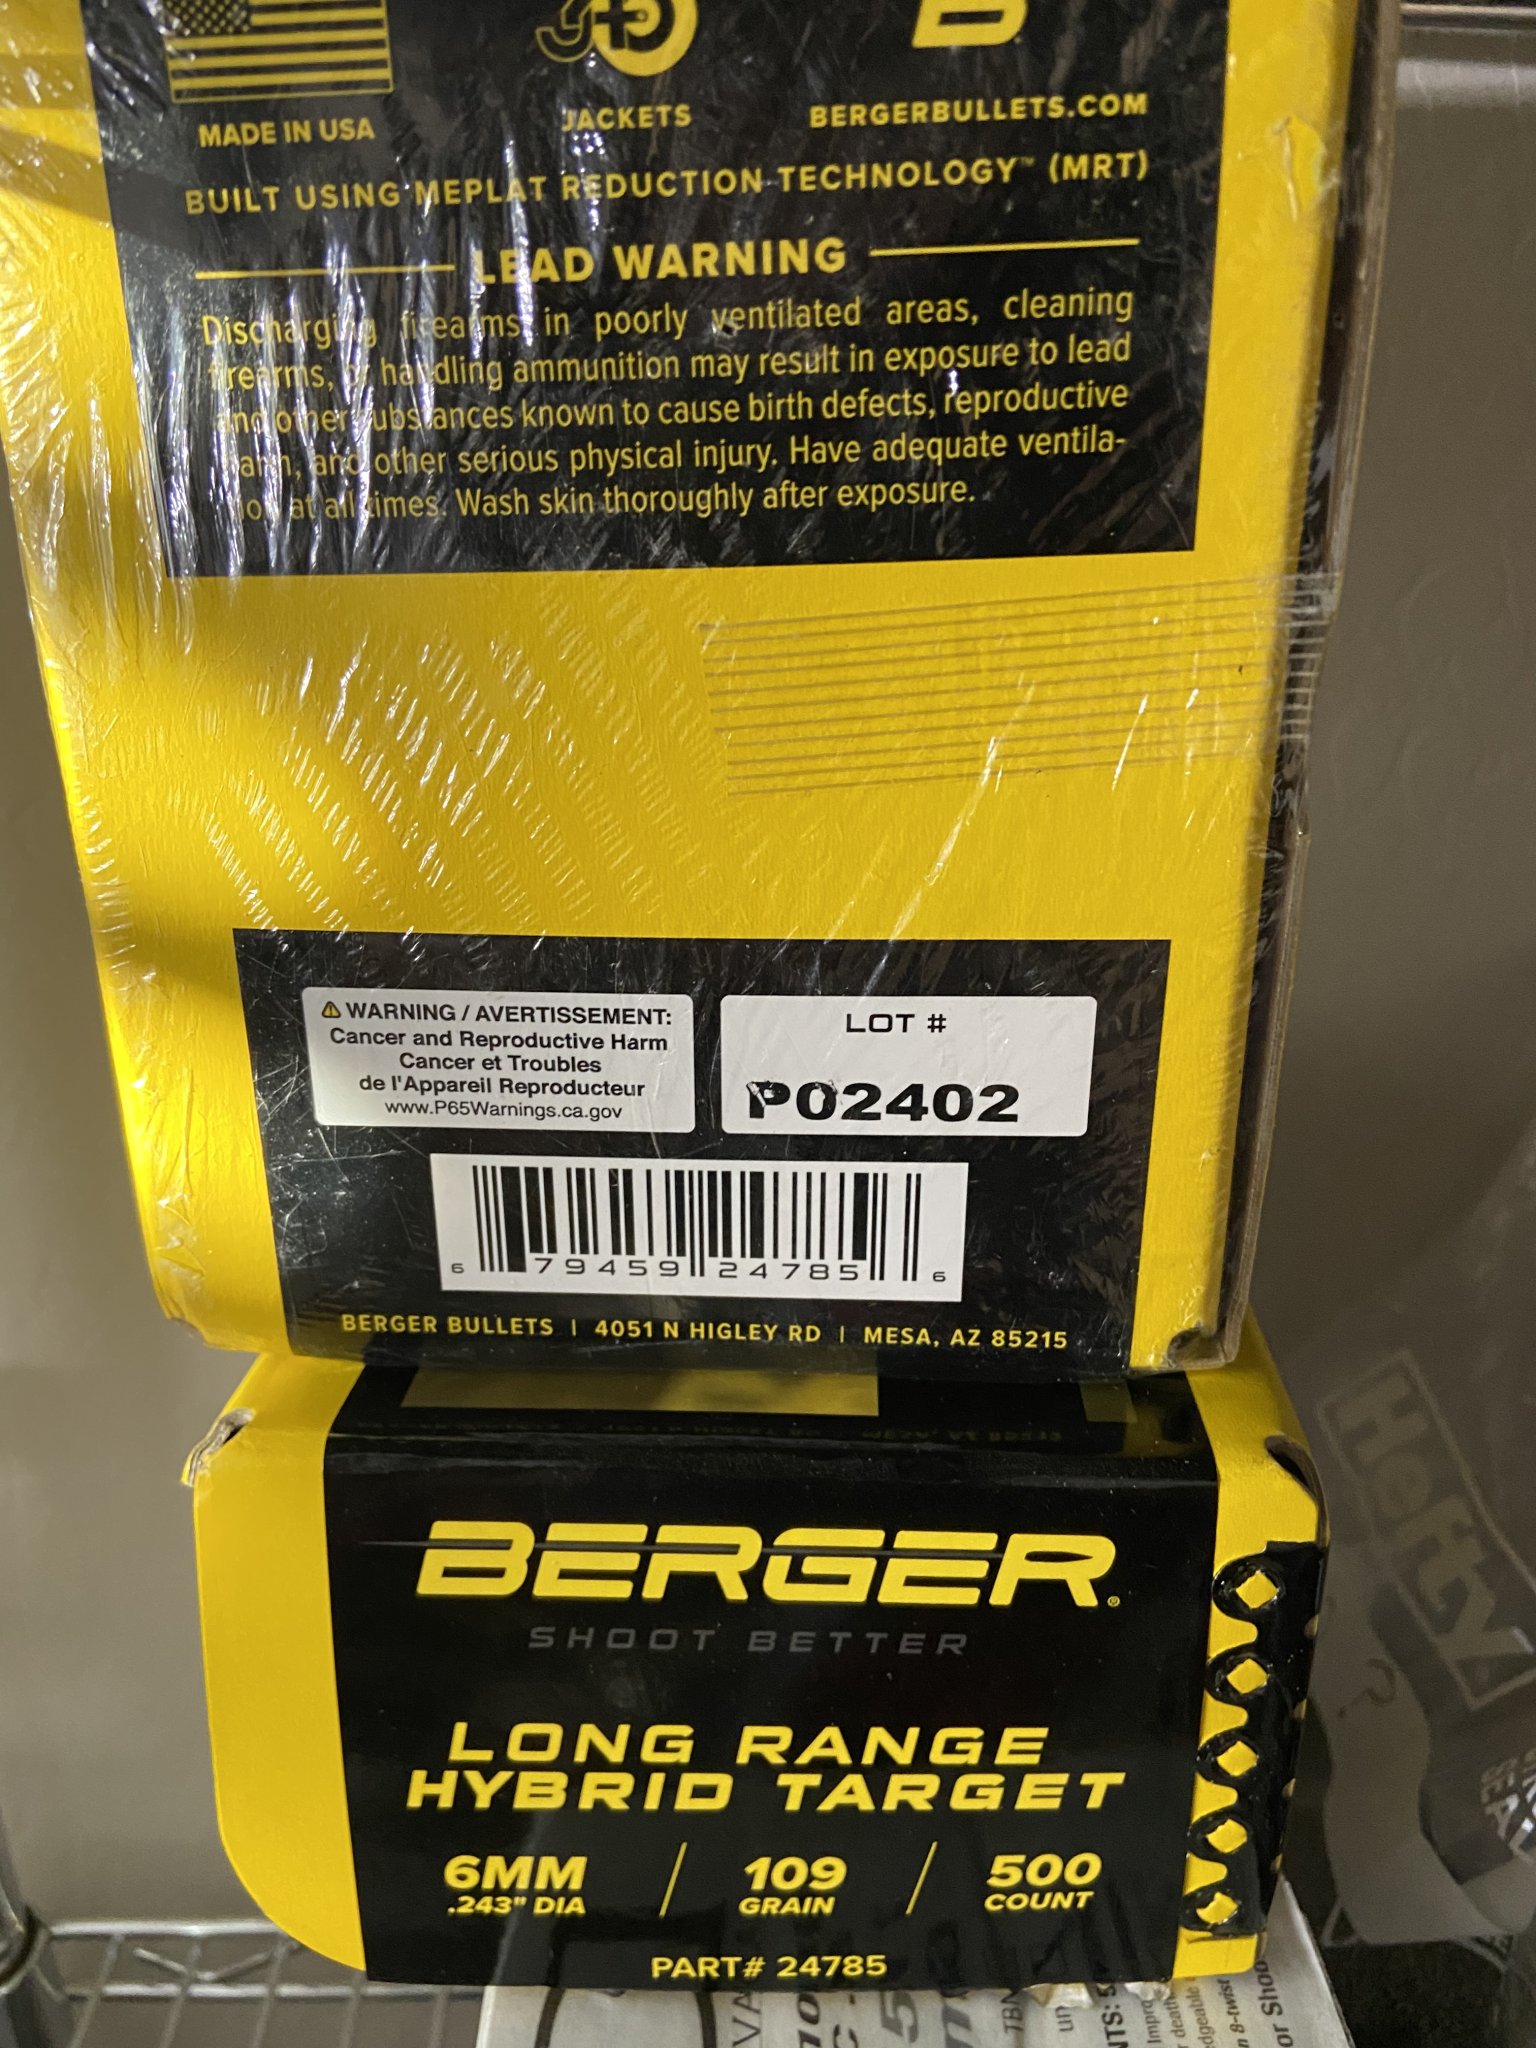 MADE IN USA
J4
JACKETS
B
BERGERBULLETS.COM
BUILT USING MEPLAT REDUCTION TECHNOLOGY™ (MRT)
LEAD WARNING
Discharging firearms in poorly ventilated areas, cleaning
firearms, or handling ammunition may result in exposure to lead
and other substances known to cause birth defects, reproductive
harm, and other serious physical injury. Have adequate ventila-
tion at all times. Wash skin thoroughly after exposure.
⚠ WARNING / AVERTISSEMENT:
Cancer and Reproductive Harm
Cancer et Troubles
de l'Appareil Reproducteur
www.P65Warnings.ca.gov
LOT #
P02402
6 79459 24785 6
BERGER BULLETS | 4051 N HIGLEY RD | MESA, AZ 85215
BERGER®
SHOOT BETTER
LONG RANGE
HYBRID TARGET
6MM / 109 / 500
.243" DIA GRAIN COUNT
PART# 24785
Hefty
SEAL